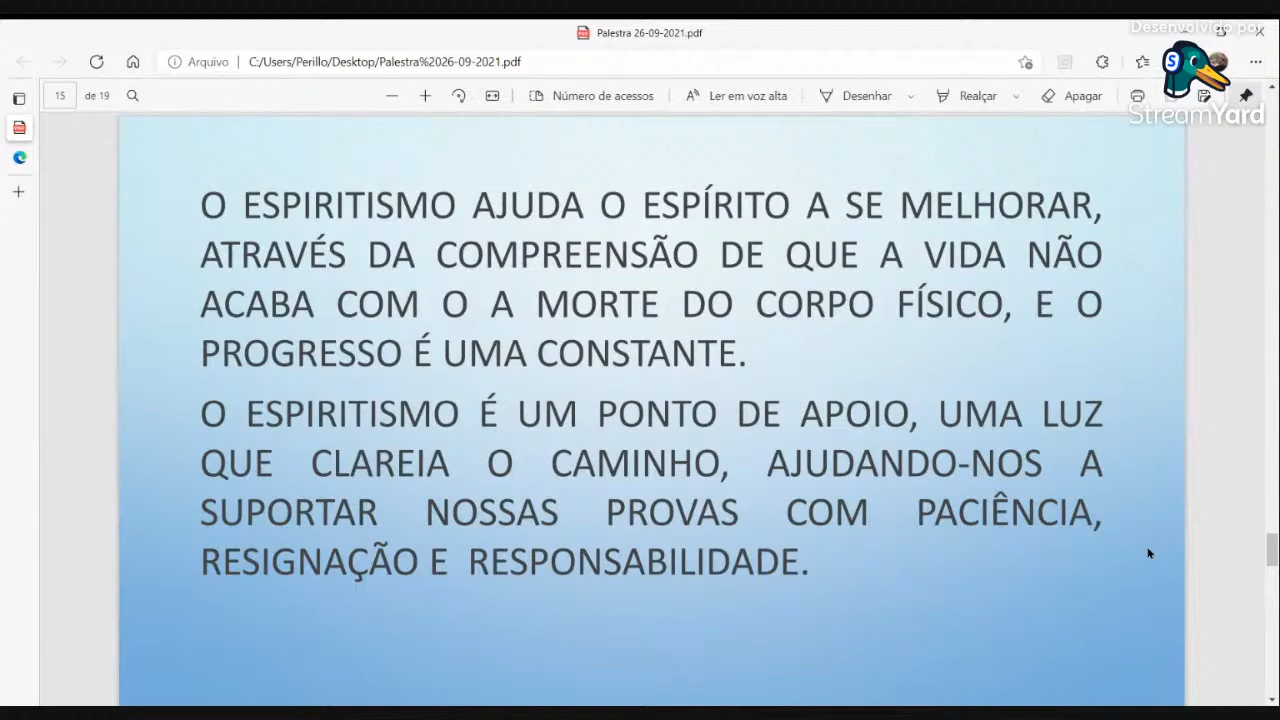 Desenvolvido por
Palestra 26-09-2021.pdf
Arquivo
C:/Users/Perillo/Desktop/Palestra%2026-09-2021.pdf
StreamYard
15 de 19
Número de acessos
Ler em voz alta
Desenhar
Realçar
Apagar
O ESPIRITISMO AJUDA O ESPÍRITO A SE MELHORAR,
ATRAVÉS DA COMPREENSÃO DE QUE A VIDA NÃO
ACABA COM O A MORTE DO CORPO FÍSICO, E O
PROGRESSO É UMA CONSTANTE.
O ESPIRITISMO É UM PONTO DE APOIO, UMA LUZ
QUE CLAREIA O CAMINHO, AJUDANDO-NOS A
SUPORTAR NOSSAS PROVAS COM PACIÊNCIA,
RESIGNAÇÃO E RESPONSABILIDADE.